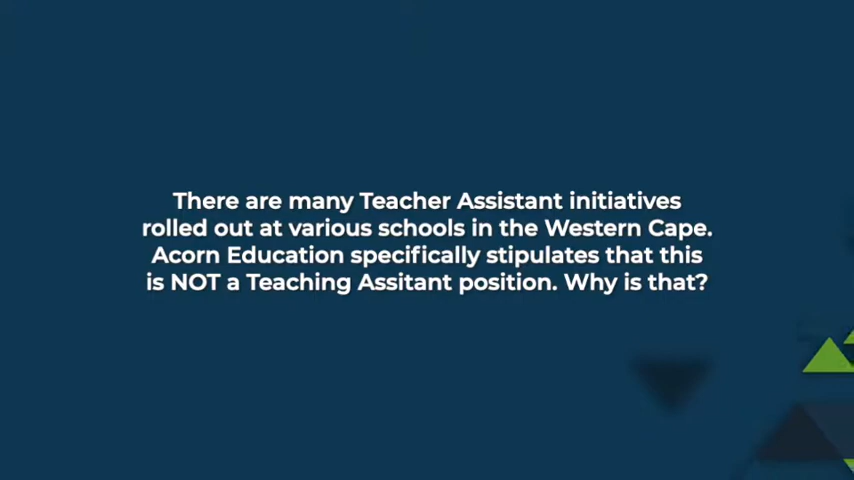 There are many Teacher Assistant initiatives
rolled out at various schools in the Western Cape.
Acorn Education specifically stipulates that this
is NOT a Teaching Assitant position. Why is that?